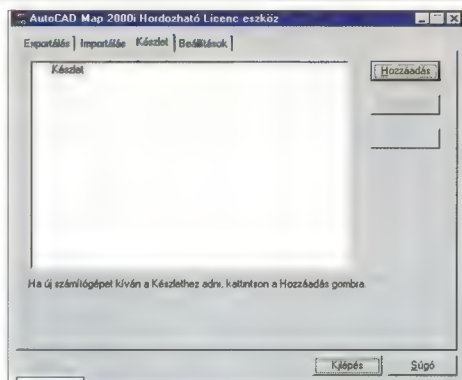 AutoCAD Map 2000i Hordozható Licenc eszköz
Exportálás Importálás Készlet Beállítások
Készlet
Hozzáadás
Ha új számítógépet kíván a Készlethez adni, kattintson a Hozzáadás gombra.
Kilépés Súgó